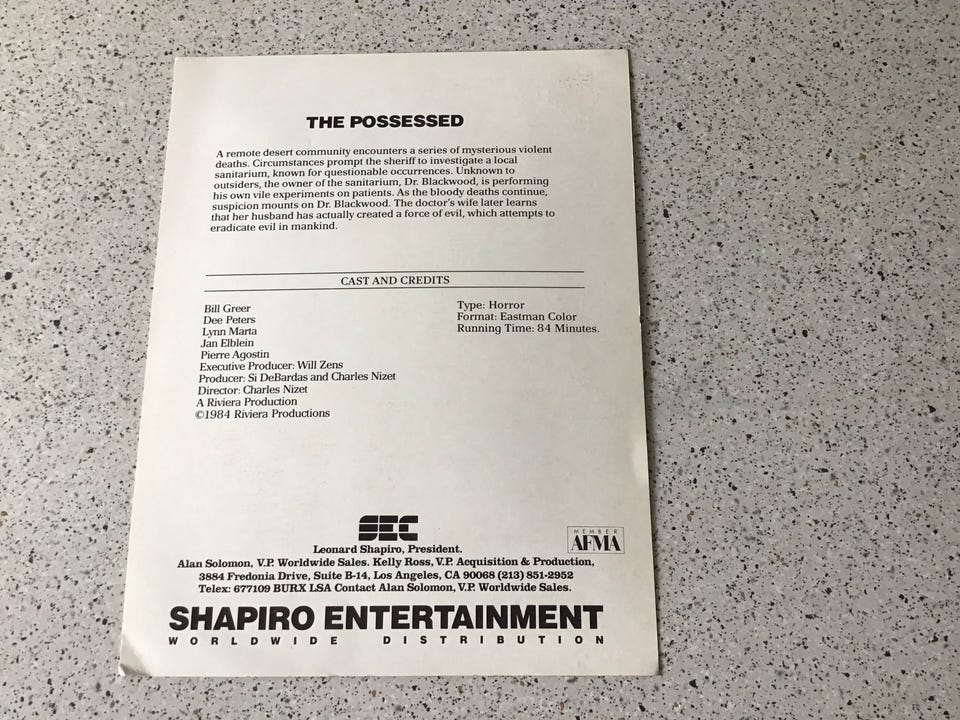 THE POSSESSED
A remote desert community encounters a series of mysterious violent
deaths. Circumstances prompt the sheriff to investigate a local
sanitarium, known for questionable occurrences. Unknown to
outsiders, the owner of the sanitarium, Dr. Blackwood, is performing
his own vile experiments on patients. As the bloody deaths continue,
suspicion mounts on Dr. Blackwood. The doctor's wife later learns
that her husband has actually created a force of evil, which attempts to
eradicate evil in mankind.
CAST AND CREDITS
Bill Greer
Dee Peters
Lynn Marta
Jan Elblein
Pierre Agostin
Executive Producer: Will Zens
Producer: Si DeBardas and Charles Nizet
Director: Charles Nizet
A Riviera Production
©1984 Riviera Productions
Type: Horror
Format: Eastman Color
Running Time: 84 Minutes.
SEC
MEMBER
AFMA
Leonard Shapiro, President.
Alan Solomon, V.P. Worldwide Sales. Kelly Ross, V.P. Acquisition & Production,
3884 Fredonia Drive, Suite B-14, Los Angeles, CA 90068 (213) 851-2952
Telex: 677109 BURX LSA Contact Alan Solomon, V.P. Worldwide Sales.
SHAPIRO ENTERTAINMENT
WORLDWIDE DISTRIBUTION